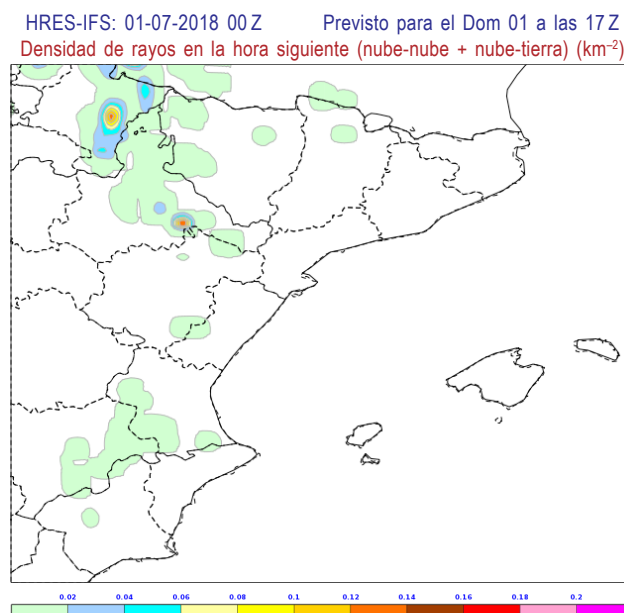 HRES-IFS: 01-07-2018 00 Z Previsto para el Dom 01 a las 17 Z
Densidad de rayos en la hora siguiente (nube-nube + nube-tierra) (km⁻²)
0.02 0.04 0.06 0.08 0.1 0.12 0.14 0.16 0.18 0.2